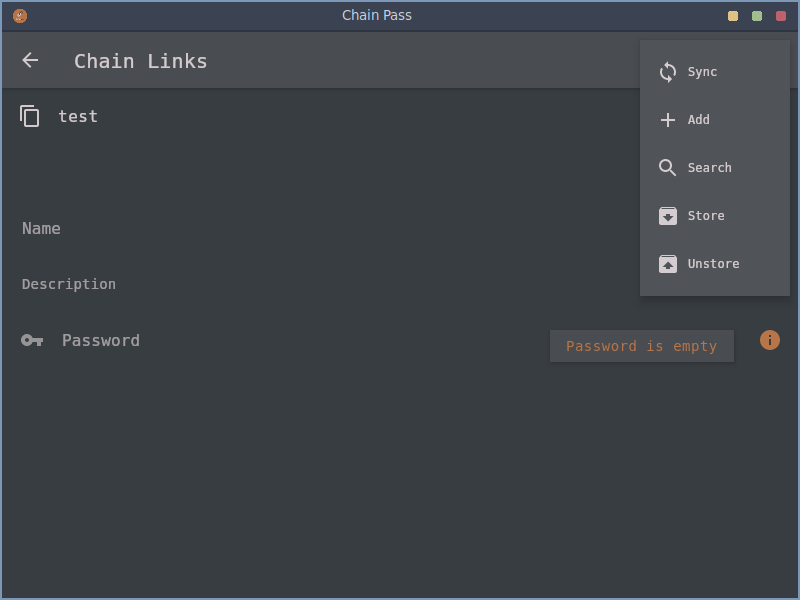 Chain Pass
Chain Links
Sync
test
Add
Search
Store
Name
Unstore
Description
Password
Password is empty